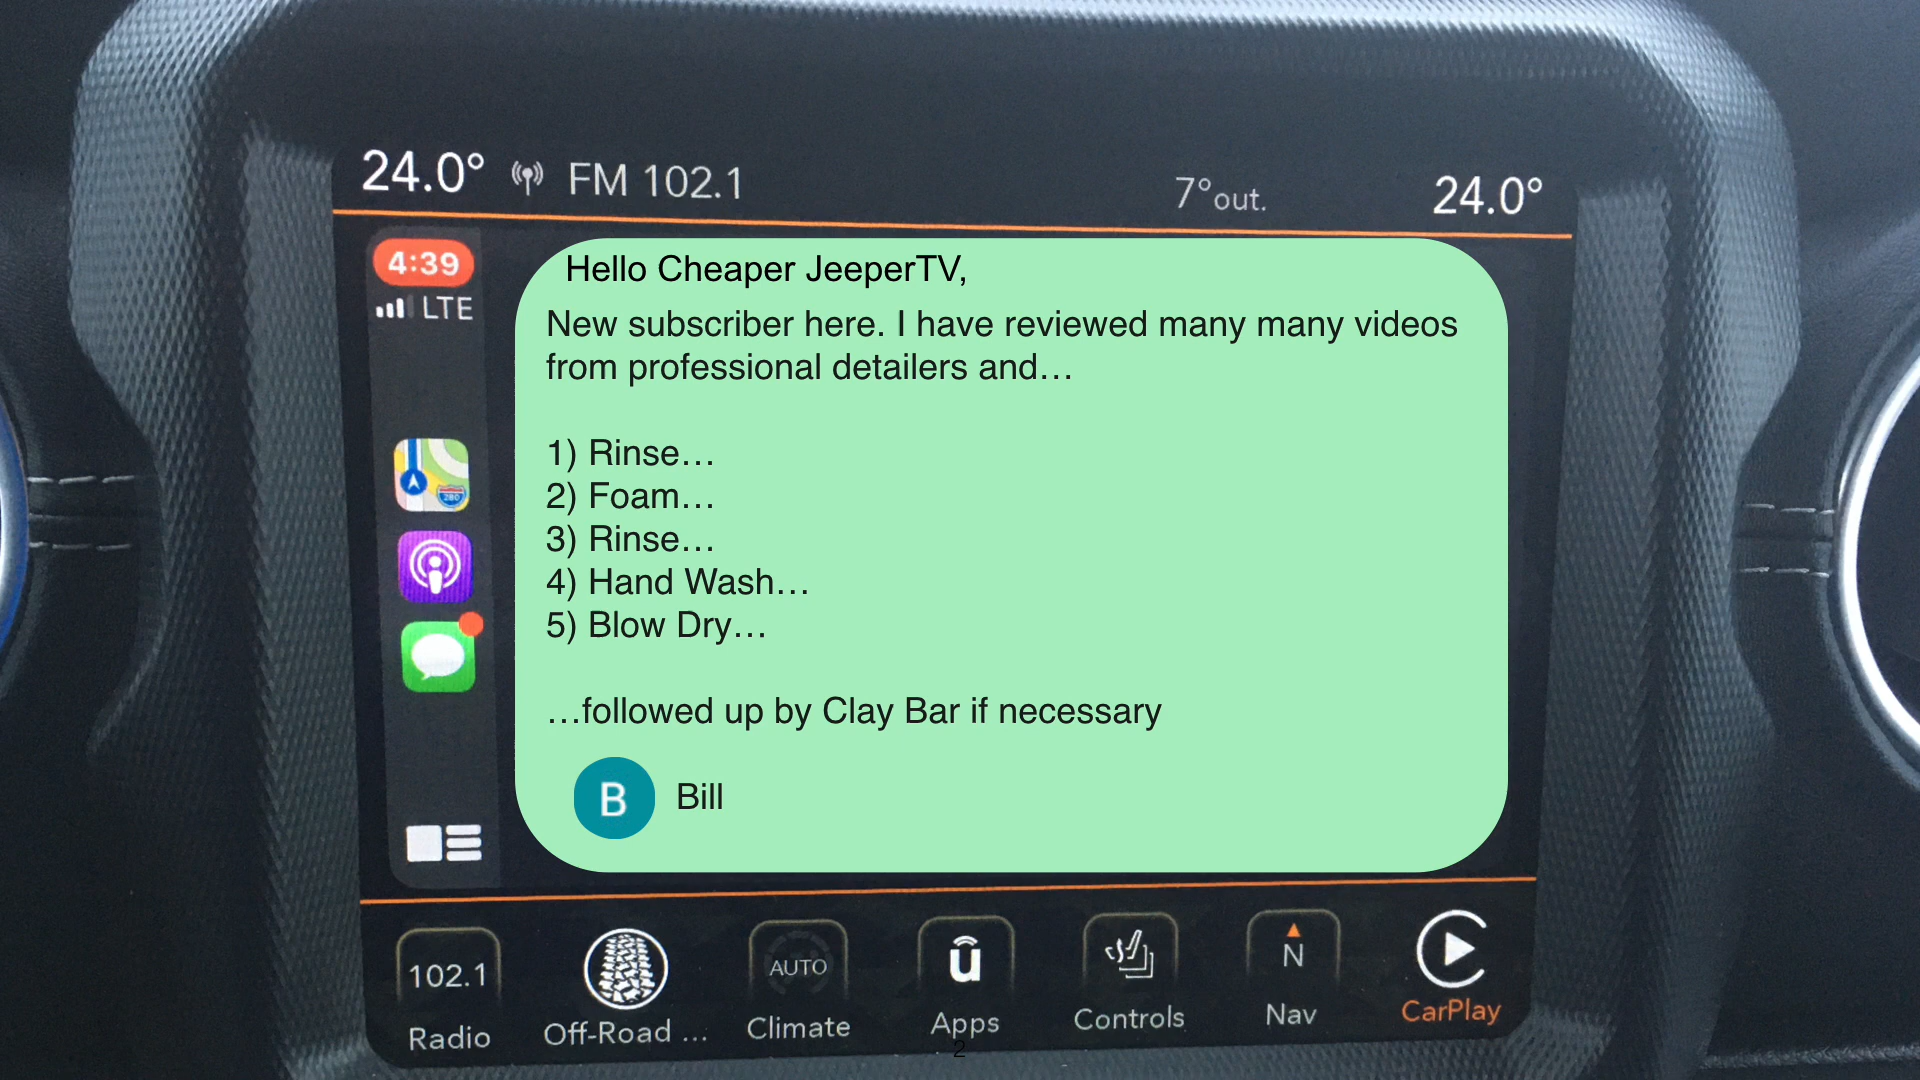 24.0° FM 102.1 7°out. 24.0°
4:39
LTE
280
Hello Cheaper JeeperTV,
New subscriber here. I have reviewed many many videos
from professional detailers and…
1) Rinse…
2) Foam…
3) Rinse…
4) Hand Wash…
5) Blow Dry…
…followed up by Clay Bar if necessary
B Bill
102.1 AUTO û N
Radio Off-Road ... Climate Apps Controls Nav CarPlay
2